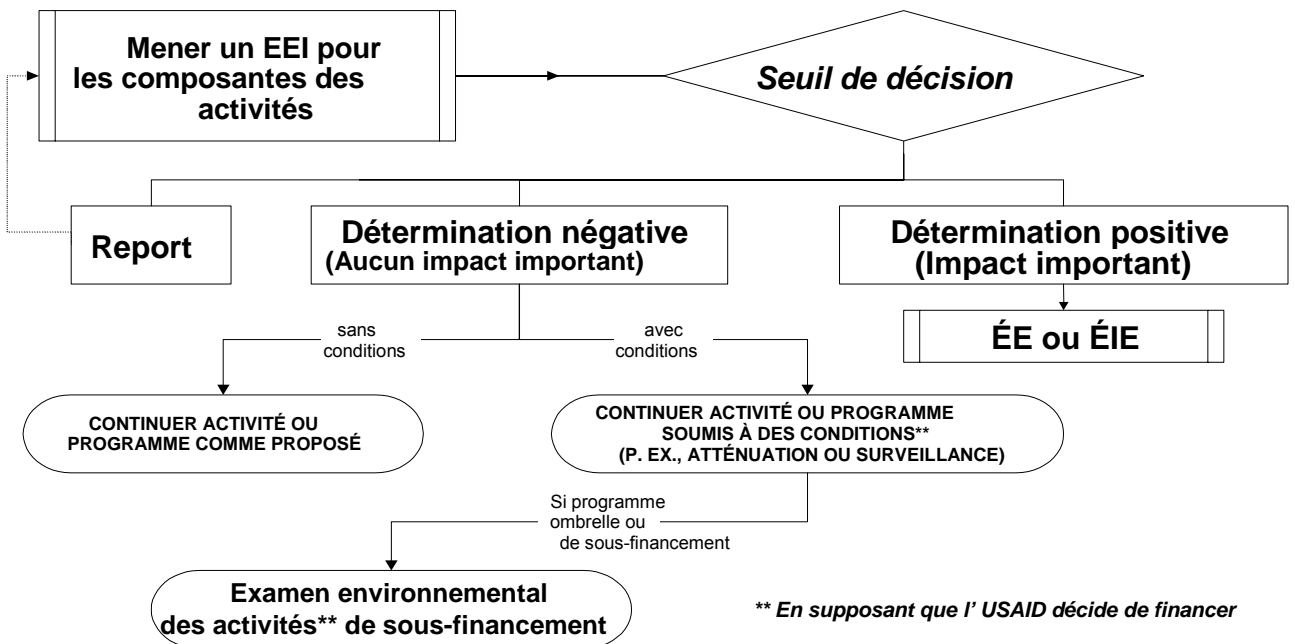 Mener un EEI pour
les composantes des
activités
Seuil de décision
Report
Détermination négative
(Aucun impact important)
Détermination positive
(Impact important)
ÉE ou ÉIE
sans
conditions
avec
conditions
CONTINUER ACTIVITÉ OU
PROGRAMME COMME PROPOSÉ
CONTINUER ACTIVITÉ OU PROGRAMME
SOUMIS À DES CONDITIONS**
(P. EX., ATTÉNUATION OU SURVEILLANCE)
Si programme
ombrelle ou
de sous-financement
Examen environnemental
des activités** de sous-financement
** En supposant que l' USAID décide de financer